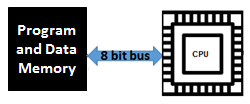 Program
and Data
Memory
8 bit bus
CPU